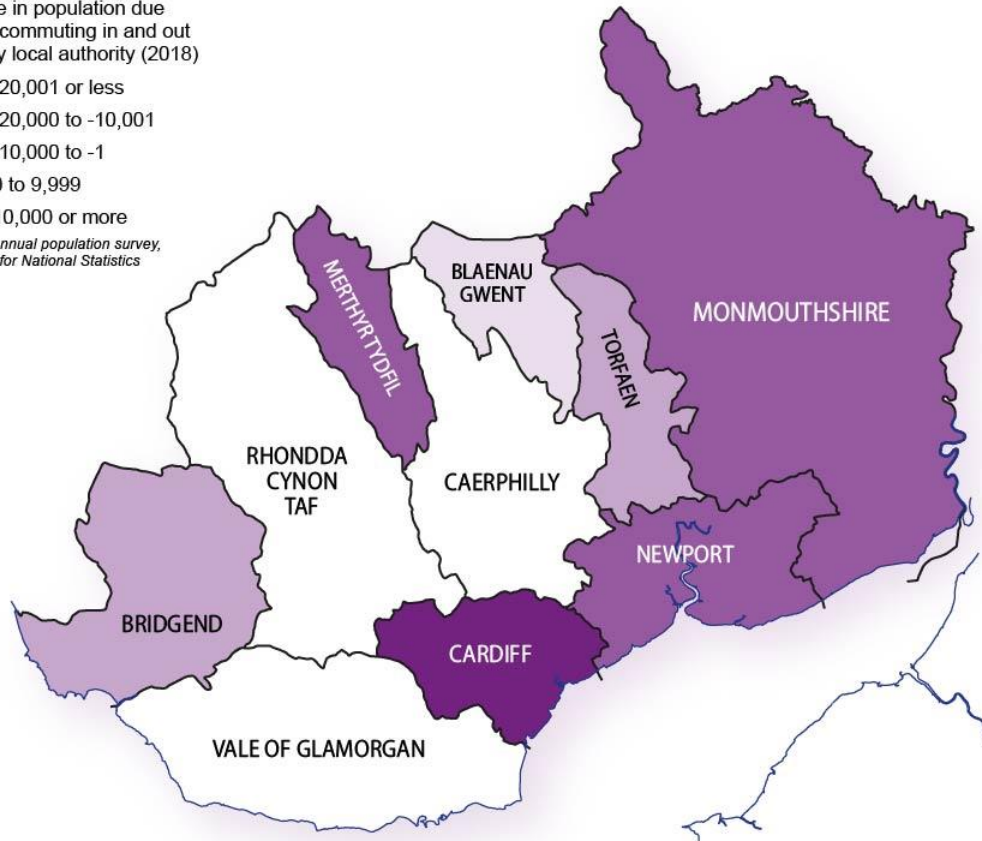 e in population due
commuting in and out
y local authority (2018)
20,001 or less
20,000 to -10,001
10,000 to -1
0 to 9,999
10,000 or more
nnual population survey,
for National Statistics
MERTHYR TYDFIL
BLAENAU
GWENT
TORFAEN
MONMOUTHSHIRE
RHONDDA
CYNON
TAF
CAERPHILLY
NEWPORT
BRIDGEND
CARDIFF
VALE OF GLAMORGAN